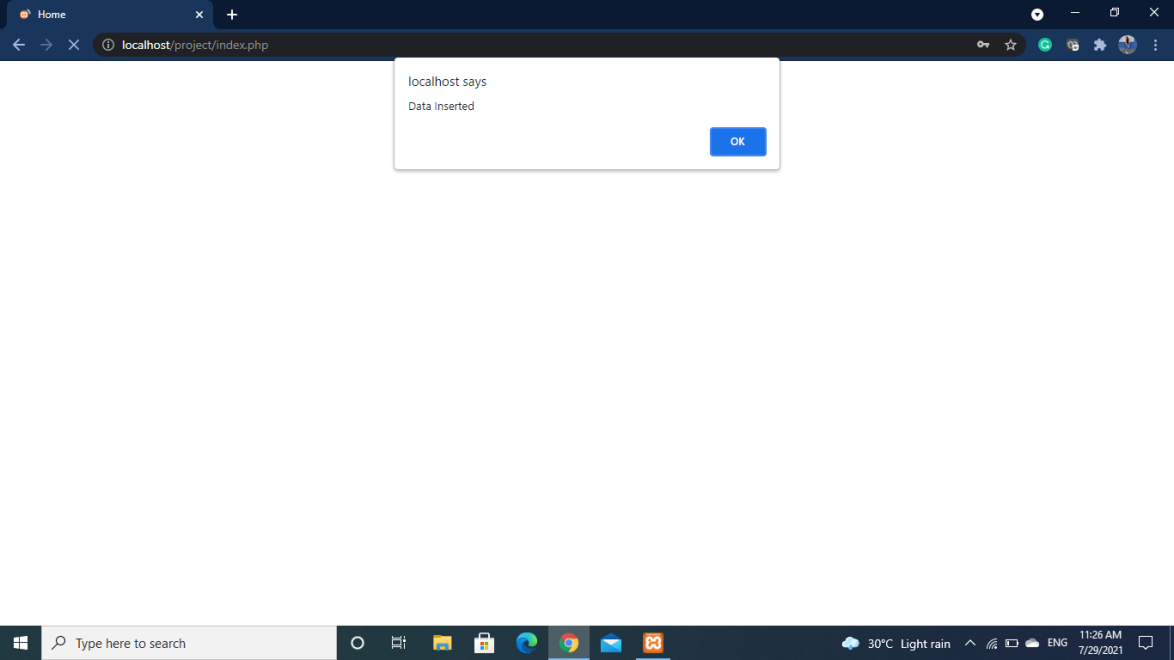 Home
localhost/project/index.php
localhost says
Data Inserted
OK
Type here to search
30°C Light rain
ENG
11:26 AM
7/29/2021